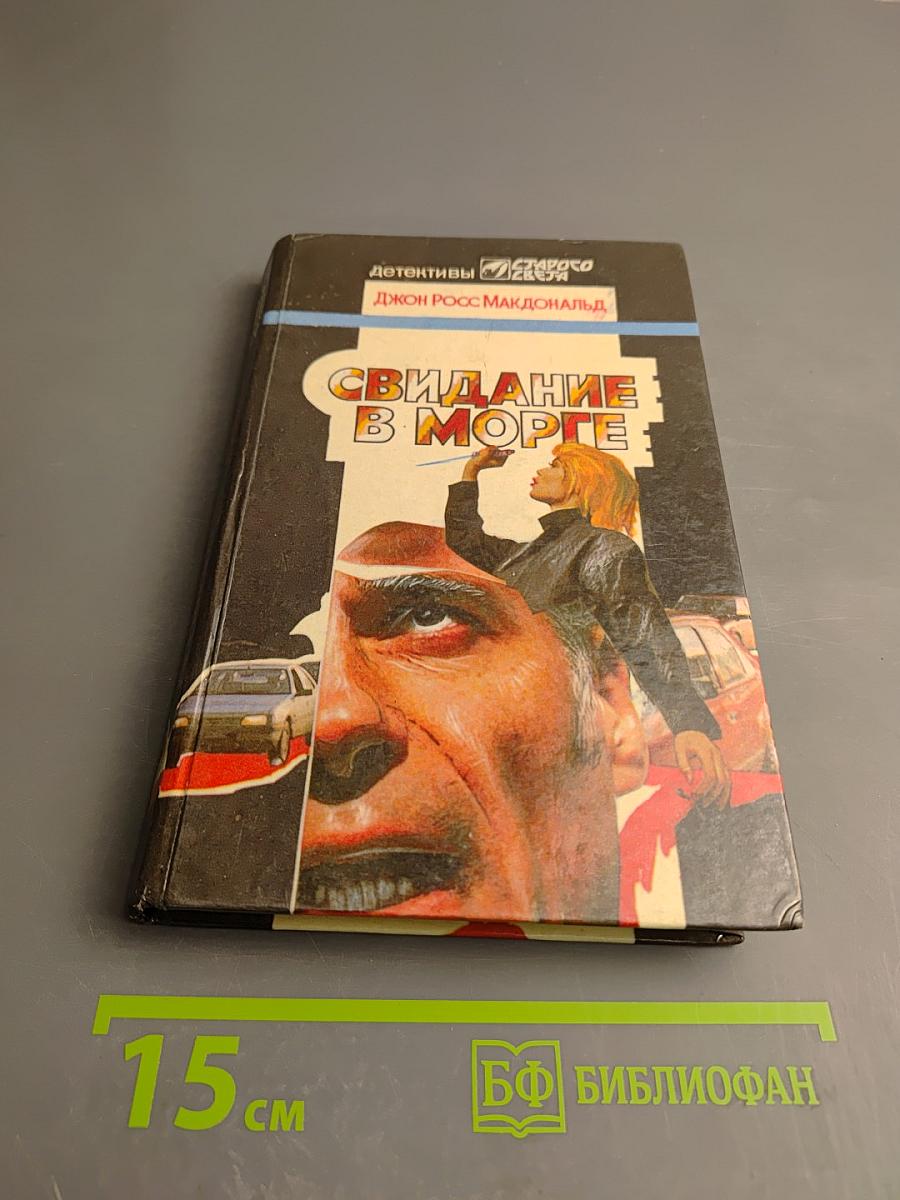 детективы СТАРОГО
СВЕТА
ДЖОН РОСС МАКДОНАЛЬД
СВИДАНИЕ
В МОРГЕ
15 см
БФ БИБЛИОФАН